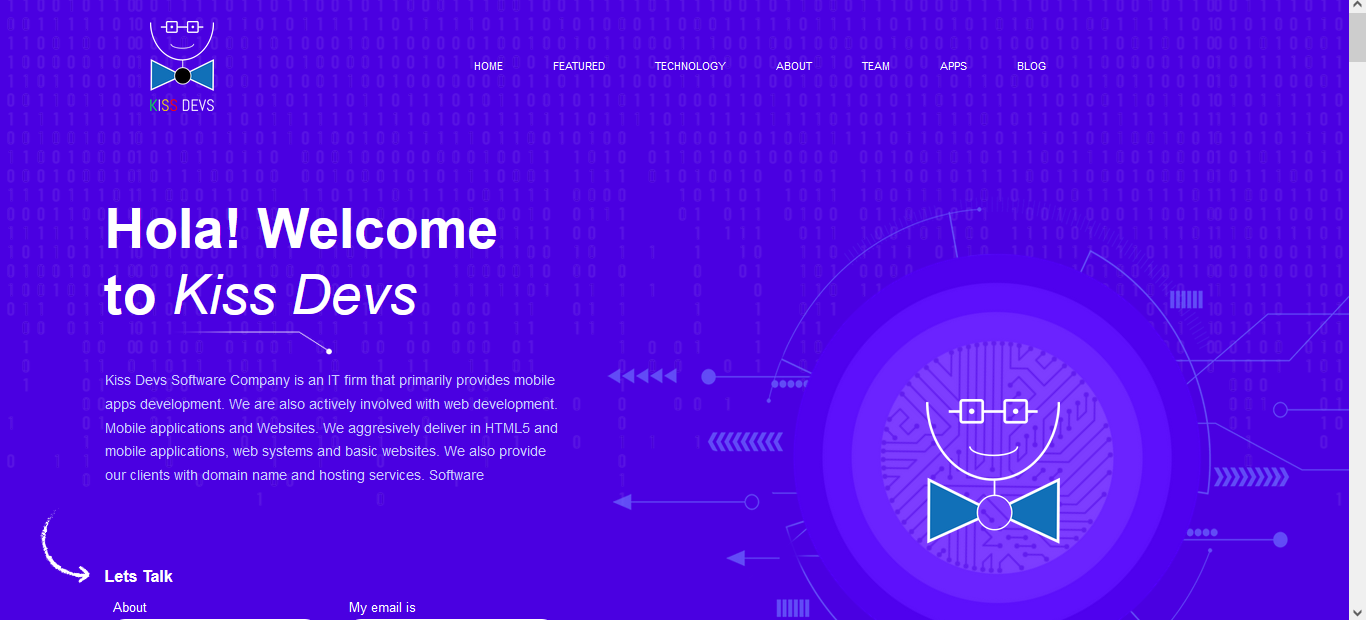 KISS DEVS
HOME FEATURED TECHNOLOGY ABOUT TEAM APPS BLOG
Hola! Welcome
to Kiss Devs
Kiss Devs Software Company is an IT firm that primarily provides mobile
apps development. We are also actively involved with web development.
Mobile applications and Websites. We aggresively deliver in HTML5 and
mobile applications, web systems and basic websites. We also provide
our clients with domain name and hosting services. Software
Lets Talk
About My email is